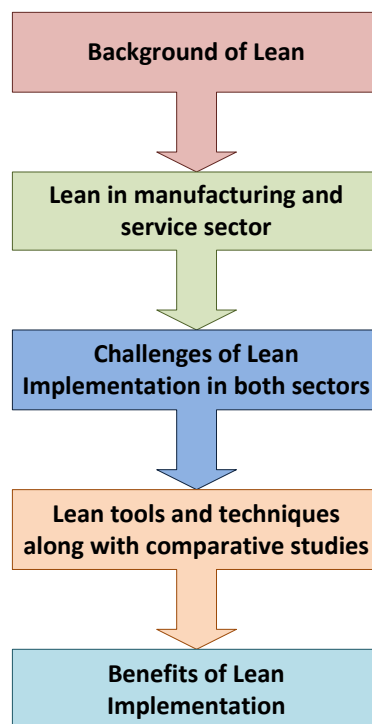 Background of Lean
Lean in manufacturing and
service sector
Challenges of Lean
Implementation in both sectors
Lean tools and techniques
along with comparative studies
Benefits of Lean
Implementation